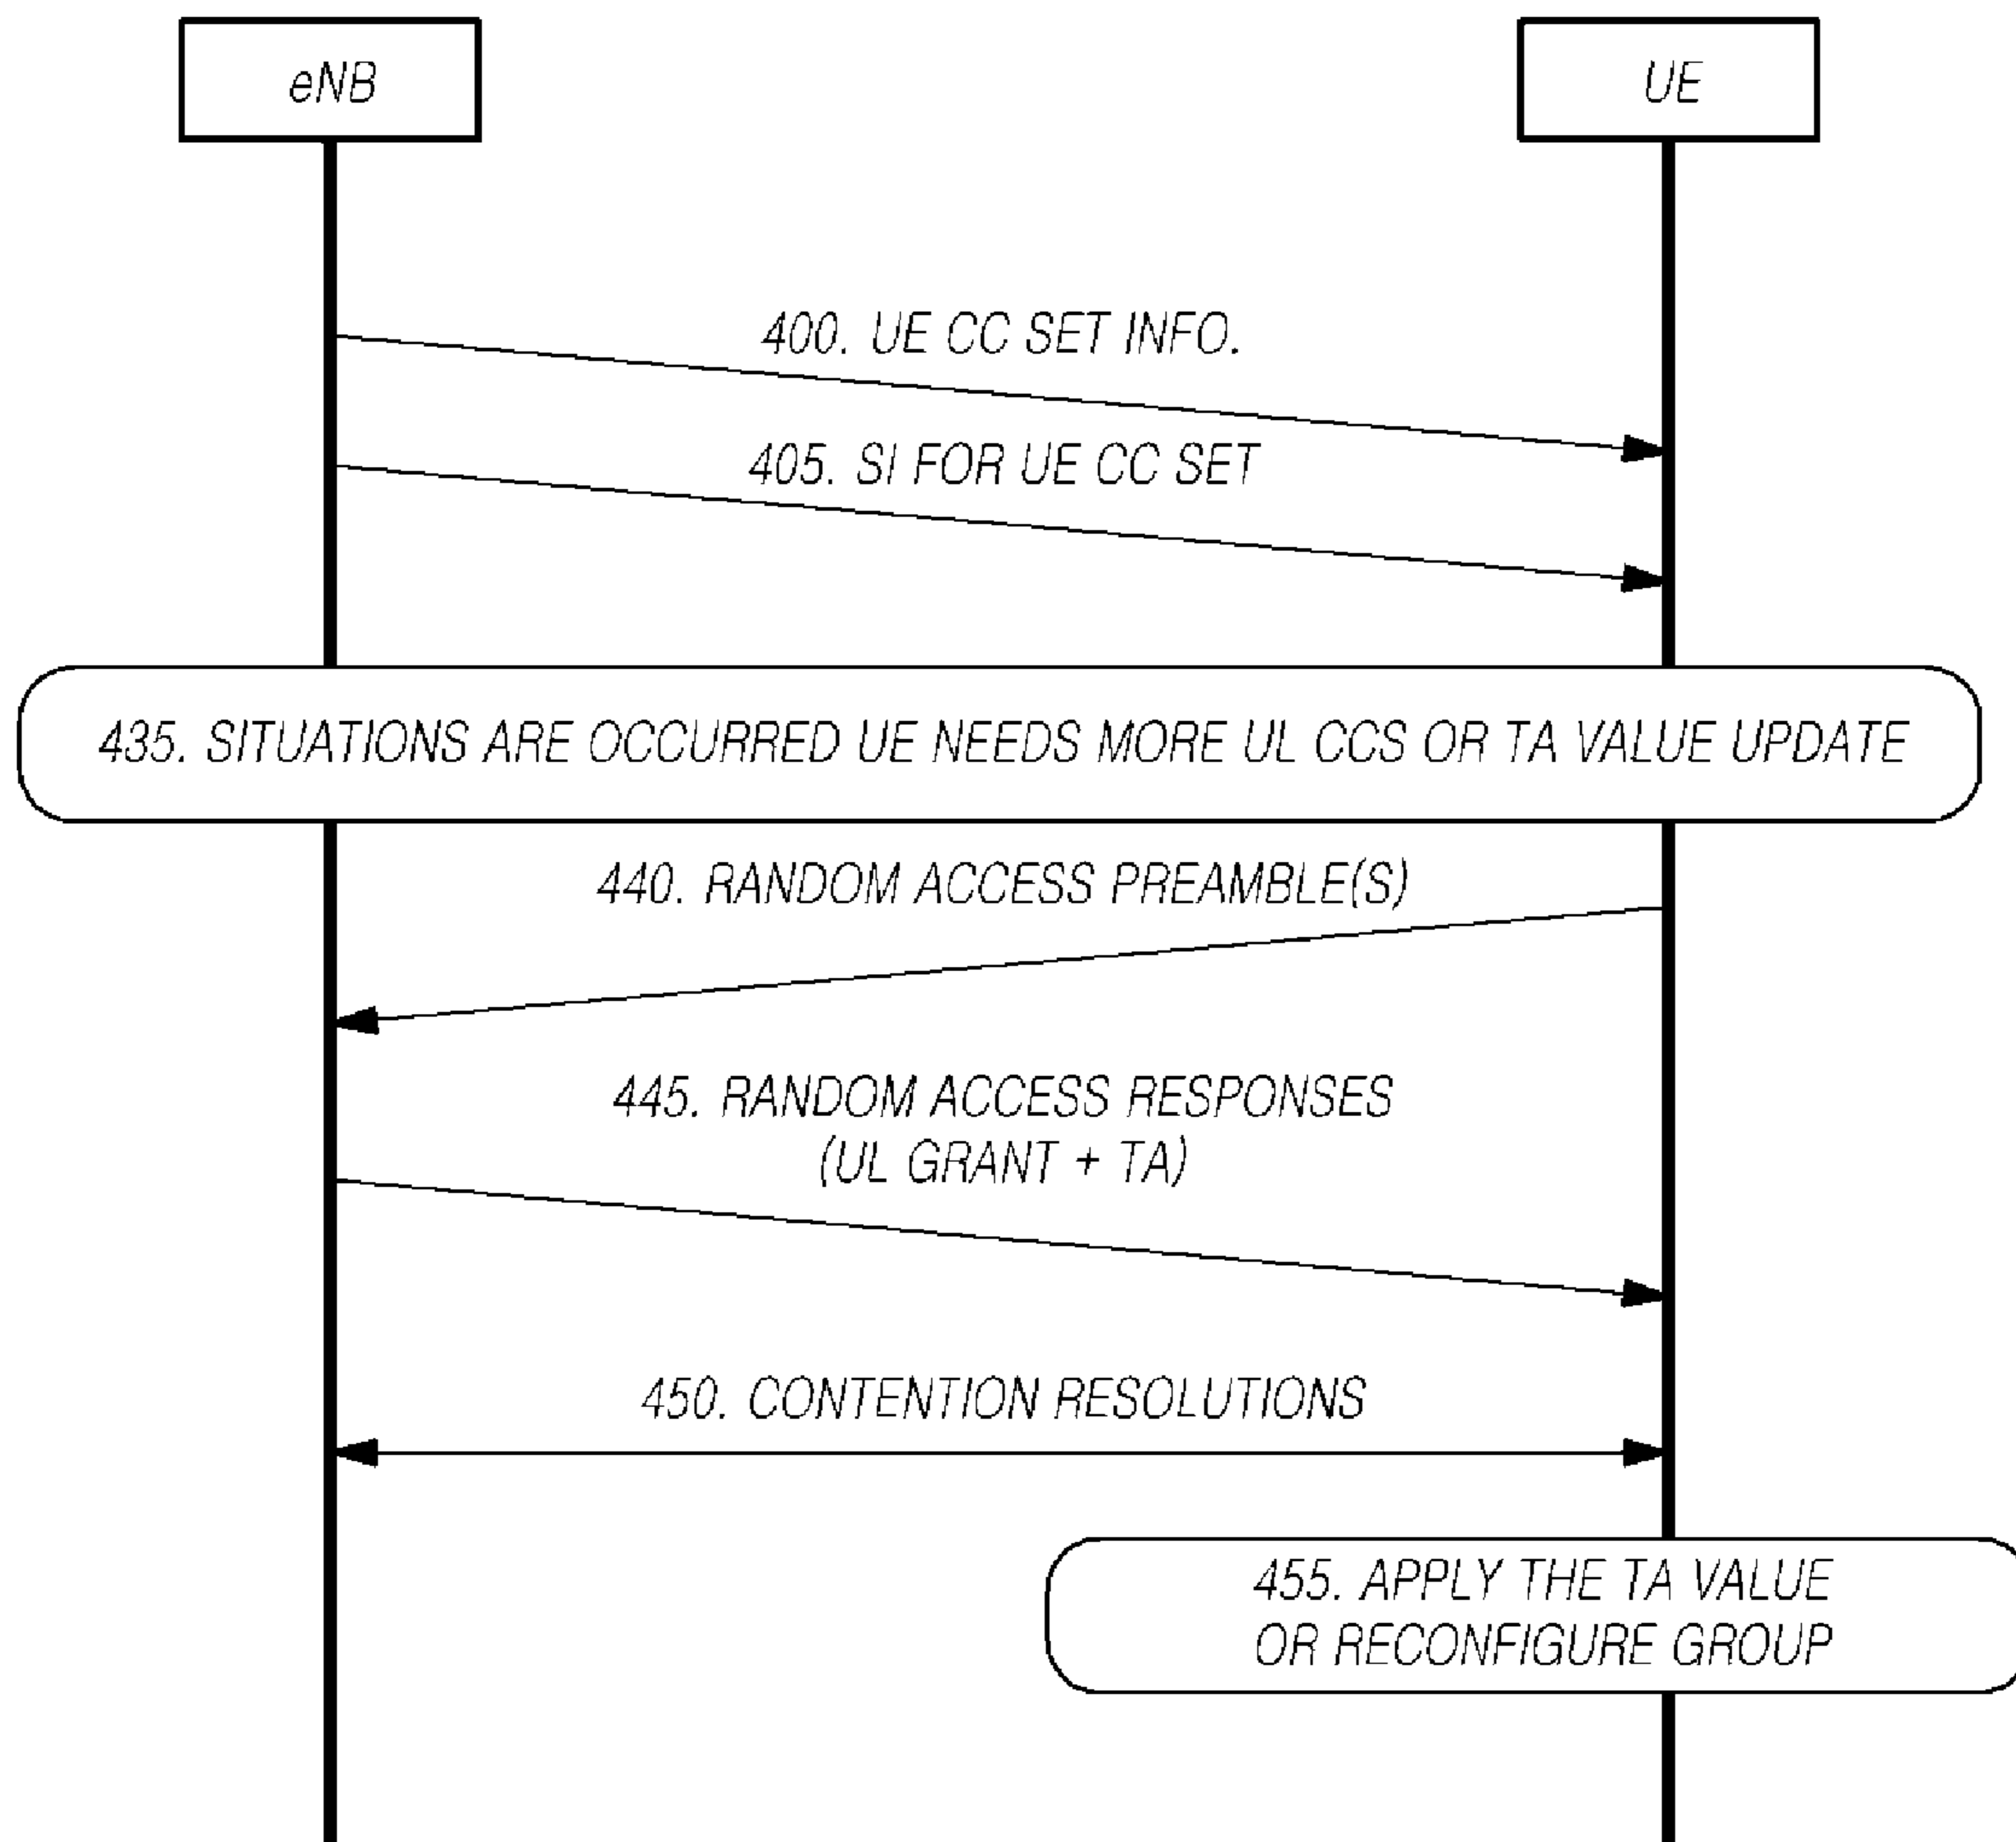 eNB
UE
400. UE CC SET INFO.
405. SI FOR UE CC SET
435. SITUATIONS ARE OCCURRED UE NEEDS MORE UL CCS OR TA VALUE UPDATE
440. RANDOM ACCESS PREAMBLE(S)
445. RANDOM ACCESS RESPONSES
(UL GRANT + TA)
450. CONTENTION RESOLUTIONS
455. APPLY THE TA VALUE
OR RECONFIGURE GROUP